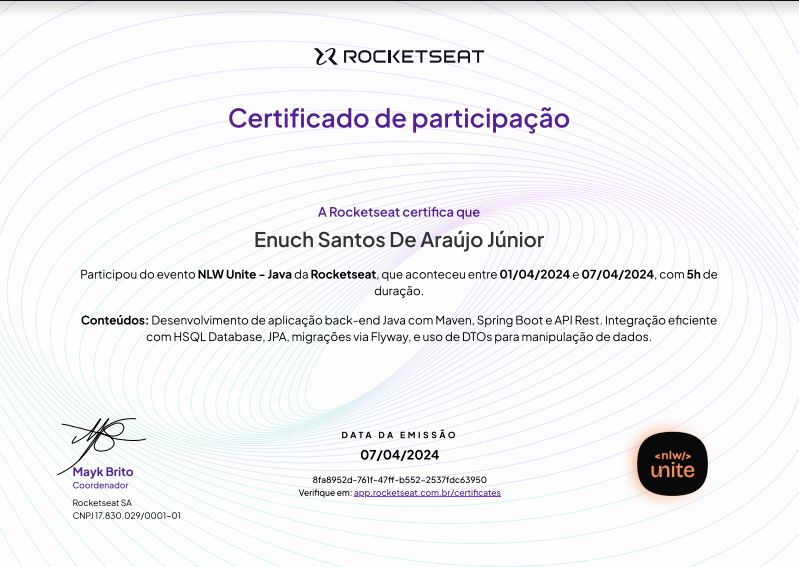 ROCKETSEAT
Certificado de participação
A Rocketseat certifica que
Enuch Santos De Araújo Júnior
Participou do evento NLW Unite - Java da Rocketseat, que aconteceu entre 01/04/2024 e 07/04/2024, com 5h de
duração.
Conteúdos: Desenvolvimento de aplicação back-end Java com Maven, Spring Boot e API Rest. Integração eficiente
com HSQL Database, JPA, migrações via Flyway, e uso de DTOs para manipulação de dados.
Mayk Brito
Coordenador
Rocketseat SA
CNPJ 17.830.029/0001-01
DATA DA EMISSÃO
07/04/2024
8fa8952d-761f-47ff-b552-2537fdc63950
Verifique em: app.rocketseat.com.br/certificates
<nlw/>
unite